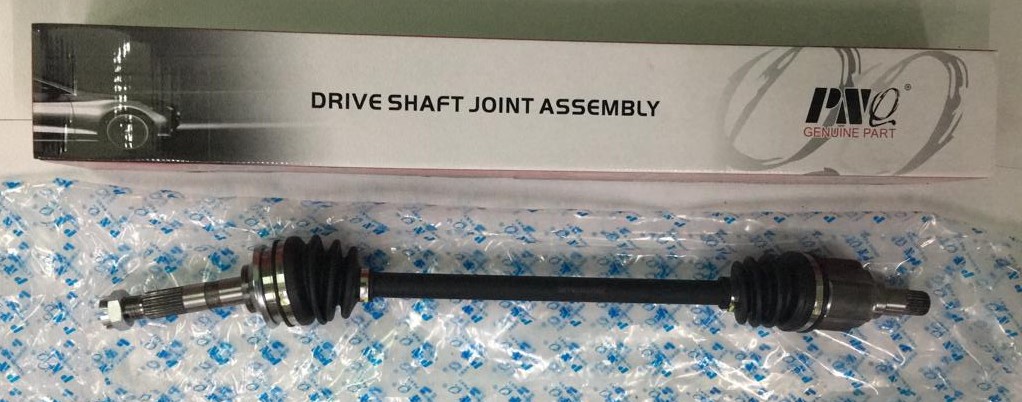 DRIVE SHAFT JOINT ASSEMBLY
PNQ®
GENUINE PART